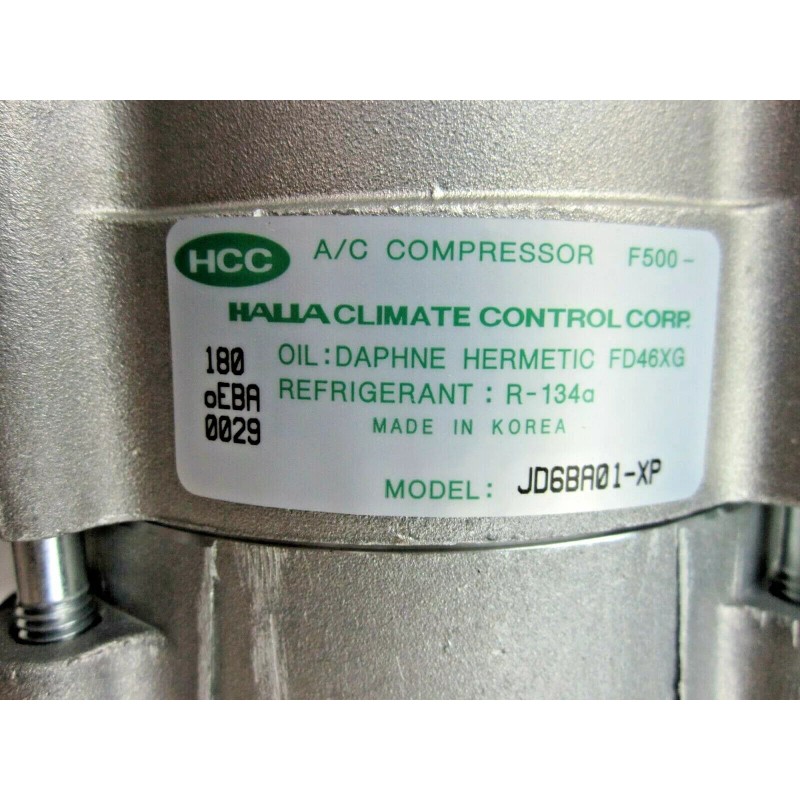 HCC A/C COMPRESSOR F500-
HALLA CLIMATE CONTROL CORP.
180 OIL:DAPHNE HERMETIC FD46XG
oEBA REFRIGERANT: R-134a
0029 MADE IN KOREA
MODEL: JD6BA01-XP